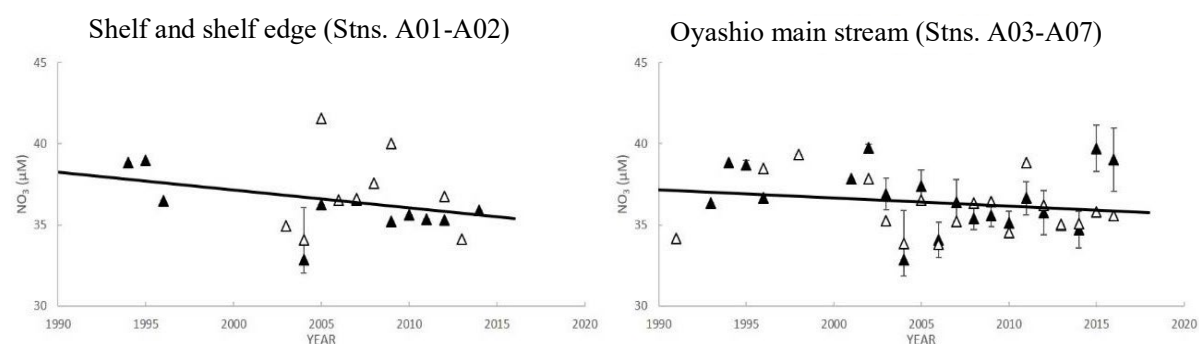 Shelf and shelf edge (Stns. A01-A02)
45
40
35
30
NO₃ (μM)
1990 1995 2000 2005 2010 2015 2020
YEAR
Oyashio main stream (Stns. A03-A07)
45
40
35
30
NO₃ (μM)
1990 1995 2000 2005 2010 2015 2020
YEAR